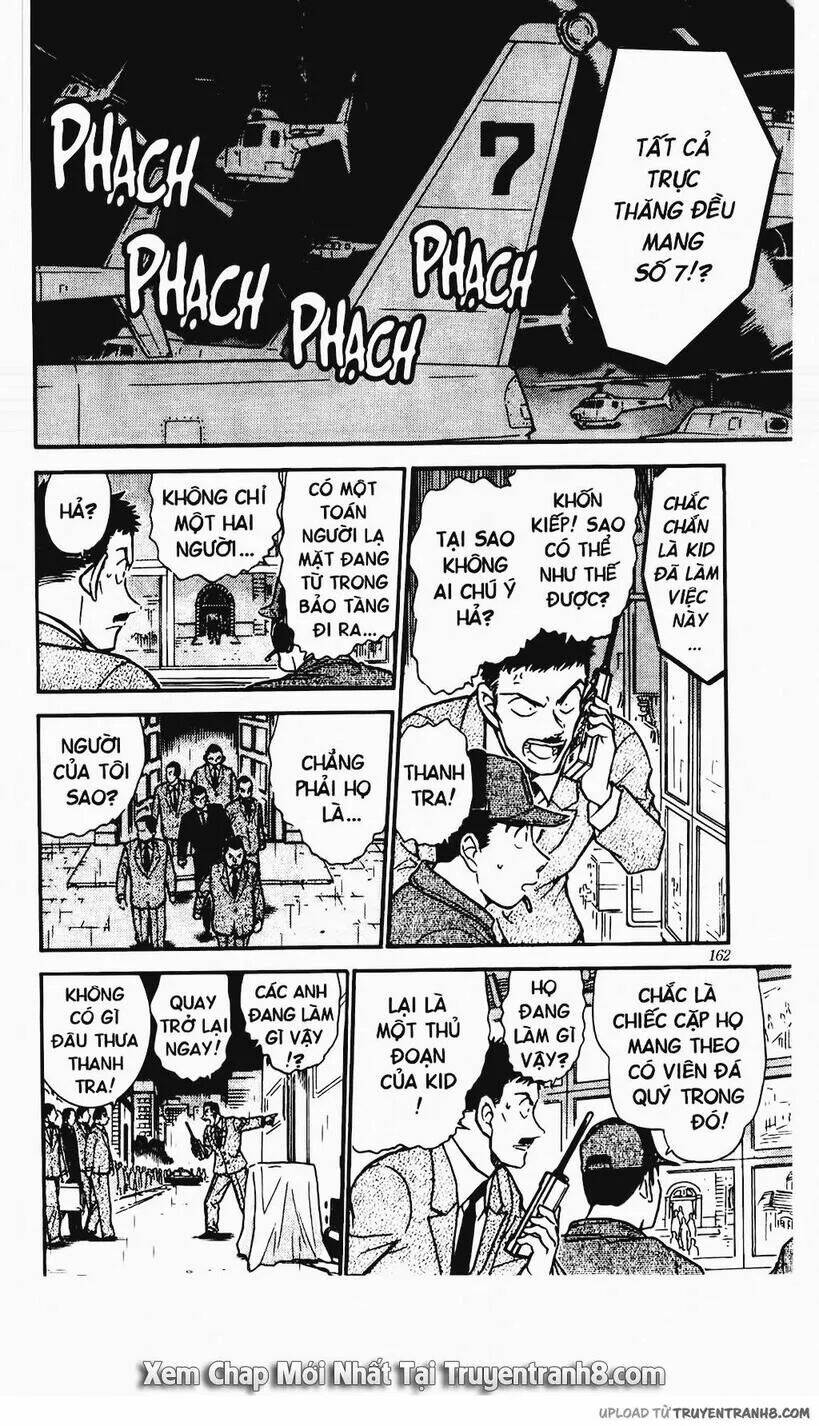 7
TẤT CẢ
TRỰC
THĂNG ĐỀU
MANG
SỐ 7!?
PHẠCH
PHẠCH
PHẠCH
PHẠCH
CHẮC
CHẮN
LÀ KID
ĐÃ LÀM
VIỆC
NÀY
...
KHỐN
KIẾP! SAO
CÓ THỂ
NHƯ THẾ
ĐƯỢC?
TẠI SAO
KHÔNG
AI CHÚ Ý
HẢ?
THANH
TRA!
CÓ MỘT
TOÁN
NGƯỜI LẠ
MẶT ĐANG
TỪ TRONG
BẢO TÀNG
ĐI RA...
KHÔNG CHỈ
MỘT HAI
NGƯỜI...
HẢ?
CHẲNG
PHẢI HỌ
LÀ...
NGƯỜI
CỦA TÔI
SAO?
162
CHẮC LÀ
CHIẾC CẶP HỌ
MANG THEO
CÓ VIÊN ĐÁ
QUÝ TRONG
ĐÓ!
HỌ
ĐANG
LÀM GÌ
VẬY?
LẠI LÀ
MỘT THỦ
ĐOẠN
CỦA KID
!
CÁC ANH
ĐANG LÀM
GÌ VẬY
!?
QUAY
TRỞ LẠI
NGAY!
KHÔNG
CÓ GÌ
ĐÂU THƯA
THANH
TRA!
Xem Chap Mới Nhất Tại Truyentranh8.com
UPLOAD TỪ TRUYENTRANH8.COM